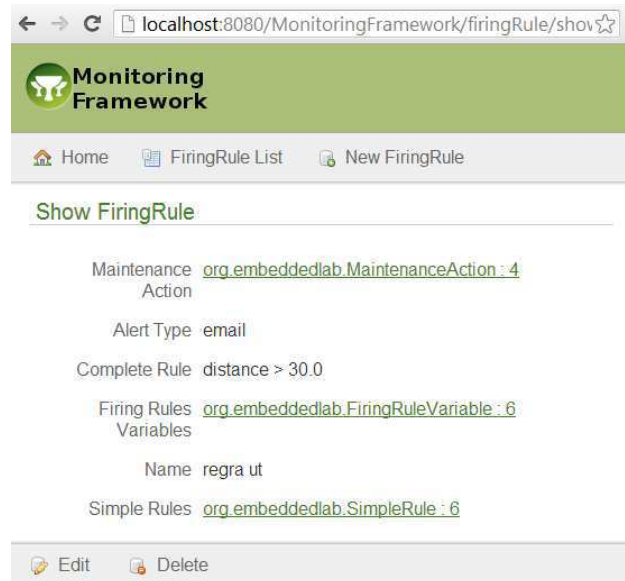 localhost:8080/MonitoringFramework/firingRule/show
Monitoring
Framework
Home FiringRule List New FiringRule
Show FiringRule
Maintenance Action org.embeddedlab.MaintenanceAction : 4
Alert Type email
Complete Rule distance > 30.0
Firing Rules Variables org.embeddedlab.FiringRuleVariable : 6
Name regra ut
Simple Rules org.embeddedlab.SimpleRule : 6
Edit Delete